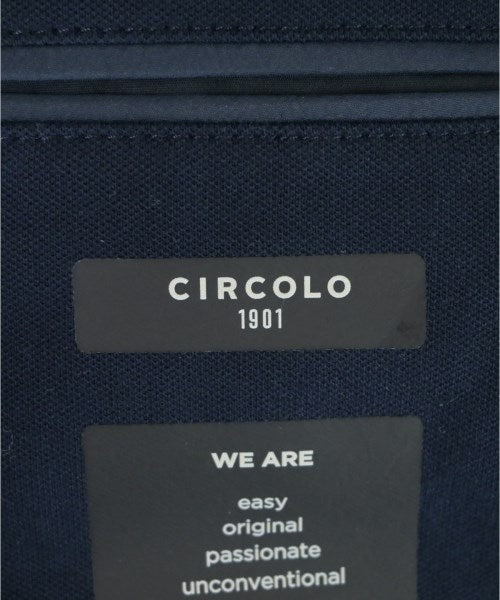 CIRCOLO
1901
WE ARE
easy
original
passionate
unconventional